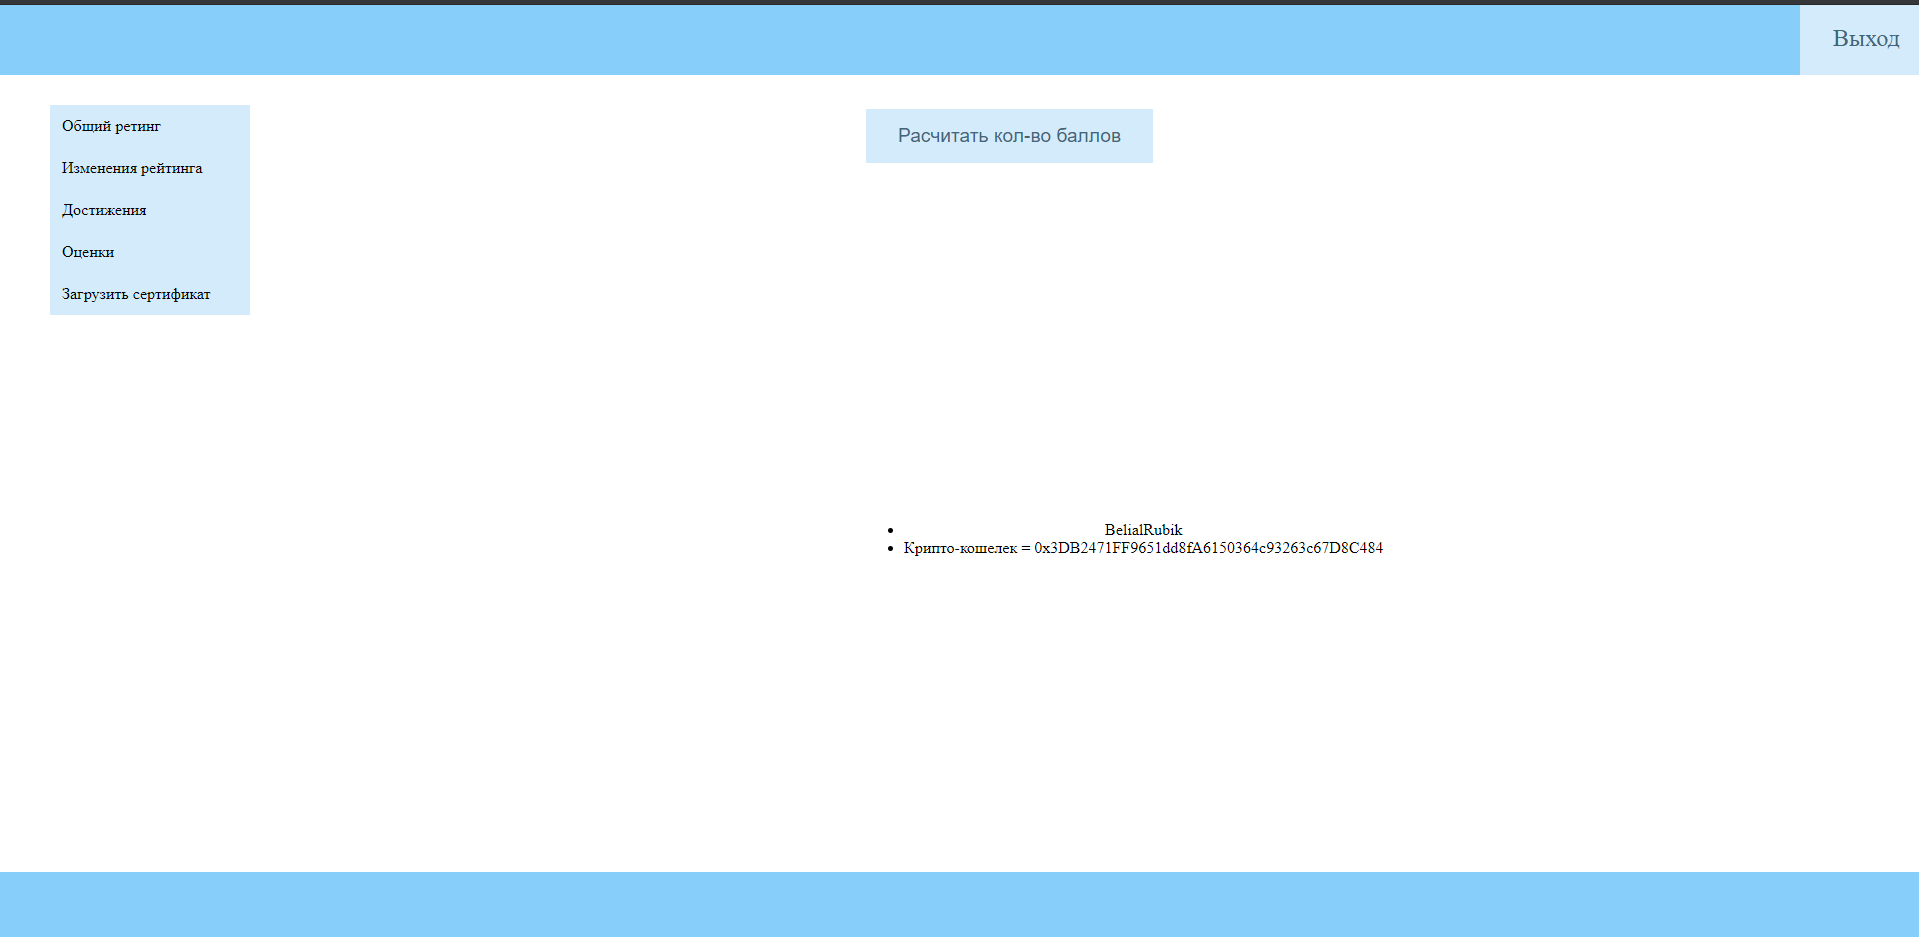 Выход
Общий ретинг
Изменения рейтинга
Достижения
Оценки
Загрузить сертификат
Расчитать кол-во баллов
BelialRubik
Крипто-кошелек = 0x3DB2471FF9651dd8fA6150364c93263c67D8C484